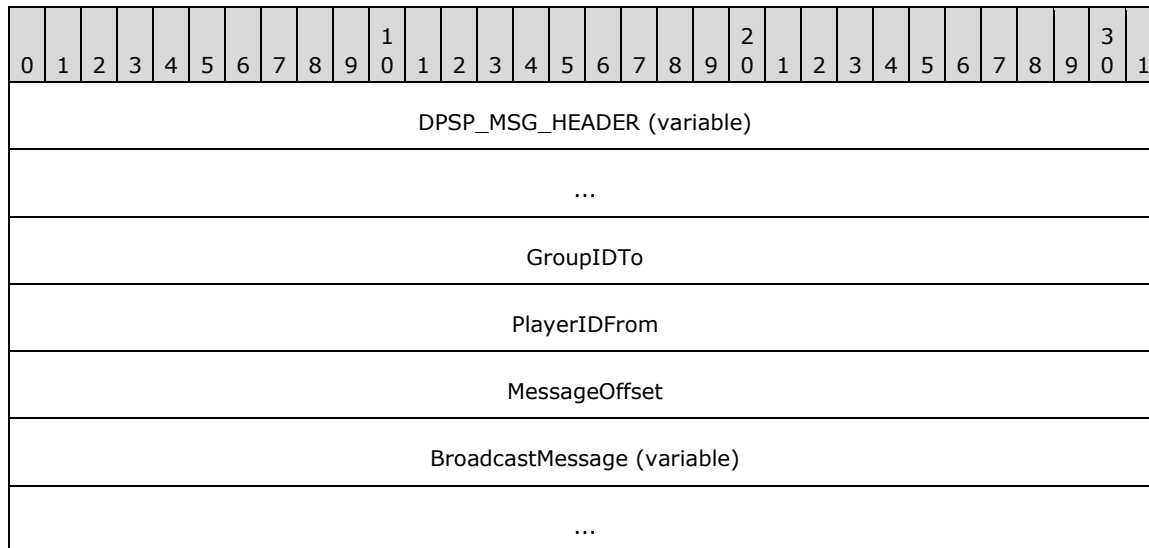 1 2 3
0 1 2 3 4 5 6 7 8 9 0 1 2 3 4 5 6 7 8 9 0 1 2 3 4 5 6 7 8 9 0 1
DPSP_MSG_HEADER (variable)
...
GroupIDTo
PlayerIDFrom
MessageOffset
BroadcastMessage (variable)
...